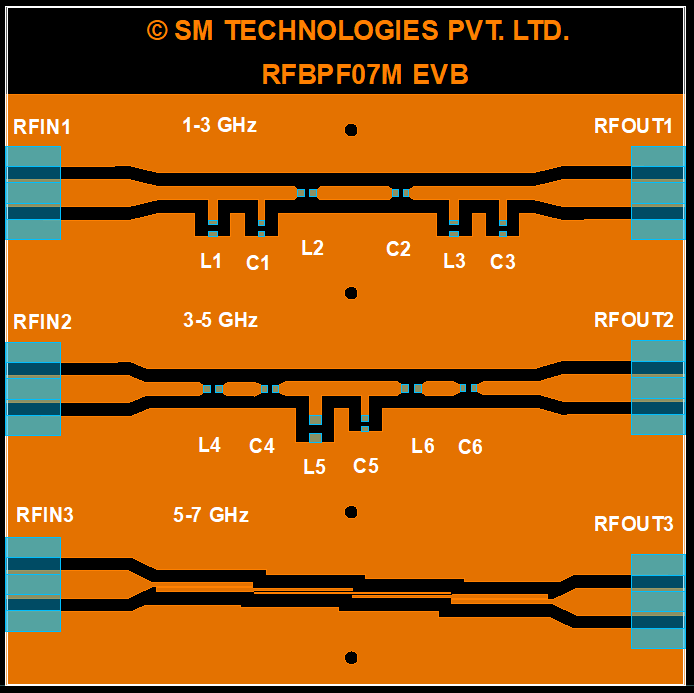 © SM TECHNOLOGIES PVT. LTD.
RFBPF07M EVB
RFIN1 1-3 GHz RFOUT1
L1 C1 L2 C2 L3 C3
RFIN2 3-5 GHz RFOUT2
L4 C4 L5 C5 L6 C6
RFIN3 5-7 GHz RFOUT3